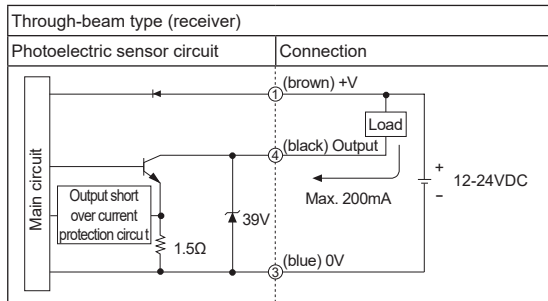 Through-beam type (receiver)
Photoelectric sensor circuit
Connection
Main circuit
1
(brown) +V
Load
4
(black) Output
Max. 200mA
+
-
12-24VDC
Output short
over current
protection circu t
1.5Ω
39V
3
(blue) 0V